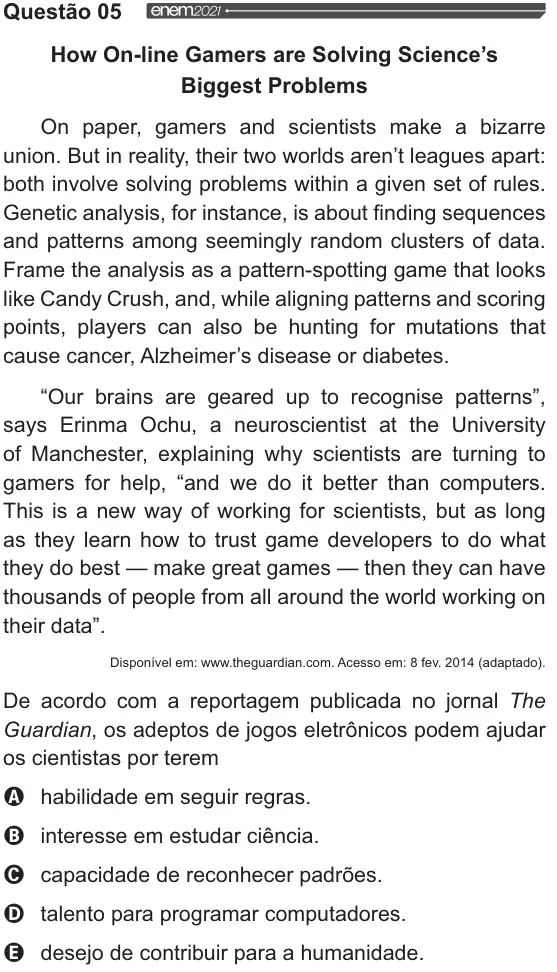 Questão 05 enem2021
How On-line Gamers are Solving Science's
Biggest Problems
On paper, gamers and scientists make a bizarre
union. But in reality, their two worlds aren't leagues apart:
both involve solving problems within a given set of rules.
Genetic analysis, for instance, is about finding sequences
and patterns among seemingly random clusters of data.
Frame the analysis as a pattern-spotting game that looks
like Candy Crush, and, while aligning patterns and scoring
points, players can also be hunting for mutations that
cause cancer, Alzheimer's disease or diabetes.
“Our brains are geared up to recognise patterns”,
says Erinma Ochu, a neuroscientist at the University
of Manchester, explaining why scientists are turning to
gamers for help, “and we do it better than computers.
This is a new way of working for scientists, but as long
as they learn how to trust game developers to do what
they do best — make great games — then they can have
thousands of people from all around the world working on
their data”.
Disponível em: www.theguardian.com. Acesso em: 8 fev. 2014 (adaptado).
De acordo com a reportagem publicada no jornal The
Guardian, os adeptos de jogos eletrônicos podem ajudar
os cientistas por terem
A habilidade em seguir regras.
B interesse em estudar ciência.
C capacidade de reconhecer padrões.
D talento para programar computadores.
E desejo de contribuir para a humanidade.